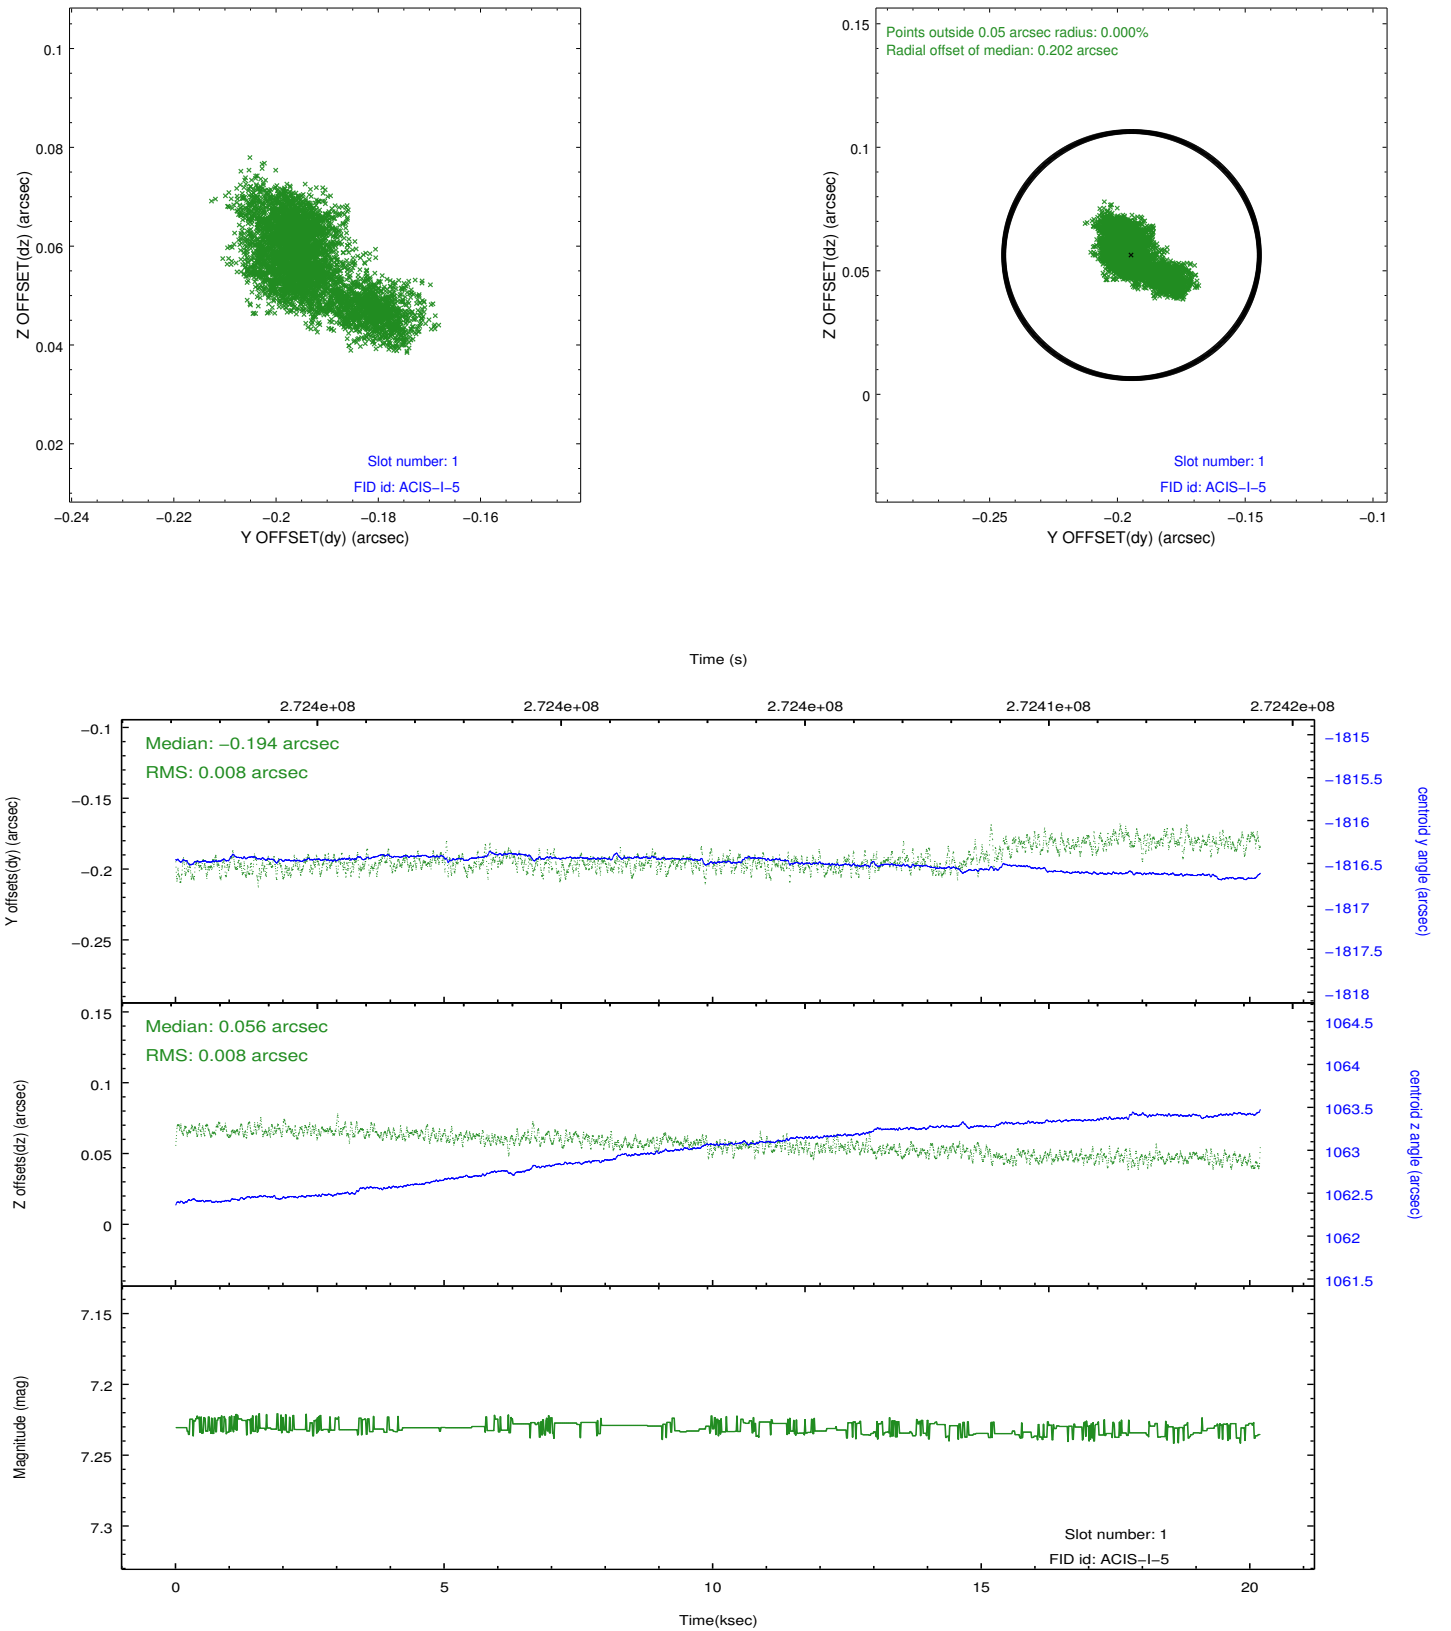 0.1
0.08
0.06
0.04
0.02
Z OFFSET(dz) (arcsec)
Slot number: 1
FID id: ACIS−I−5
−0.24 −0.22 −0.2 −0.18 −0.16
Y OFFSET(dy) (arcsec)
Points outside 0.05 arcsec radius: 0.000%
Radial offset of median: 0.202 arcsec
0.15
0.1
0.05
0
Z OFFSET(dz) (arcsec)
Slot number: 1
FID id: ACIS−I−5
−0.25 −0.2 −0.15 −0.1
Y OFFSET(dy) (arcsec)
Time (s)
2.724e+08 2.724e+08 2.724e+08 2.7241e+08 2.7242e+08
Median: −0.194 arcsec
RMS: 0.008 arcsec
−0.1
−0.15
−0.2
−0.25
Y offsets(dy) (arcsec)
−1815
−1815.5
−1816
−1816.5
−1817
−1817.5
−1818
centroid y angle (arcsec)
Median: 0.056 arcsec
RMS: 0.008 arcsec
0.15
0.1
0.05
0
Z offsets(dz) (arcsec)
1064.5
1064
1063.5
1063
1062.5
1062
1061.5
centroid z angle (arcsec)
7.15
7.2
7.25
7.3
Magnitude (mag)
Slot number: 1
FID id: ACIS−I−5
0 5 10 15 20
Time(ksec)